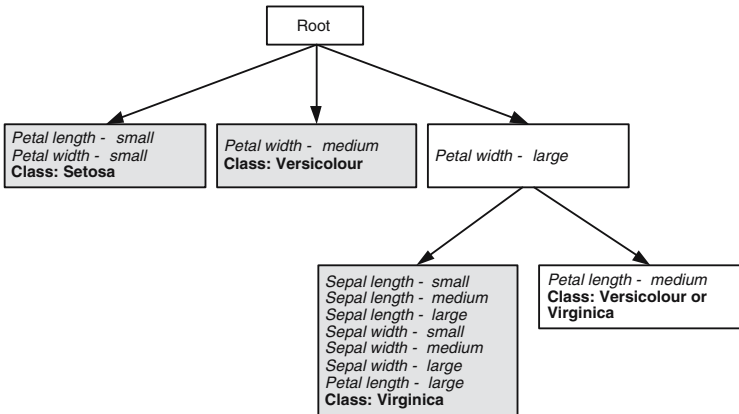 Root
Petal length - small
Petal width - small
Class: Setosa
Petal width - medium
Class: Versicolour
Petal width - large
Sepal length - small
Sepal length - medium
Sepal length - large
Sepal width - small
Sepal width - medium
Sepal width - large
Petal length - large
Class: Virginica
Petal length - medium
Class: Versicolour or
Virginica